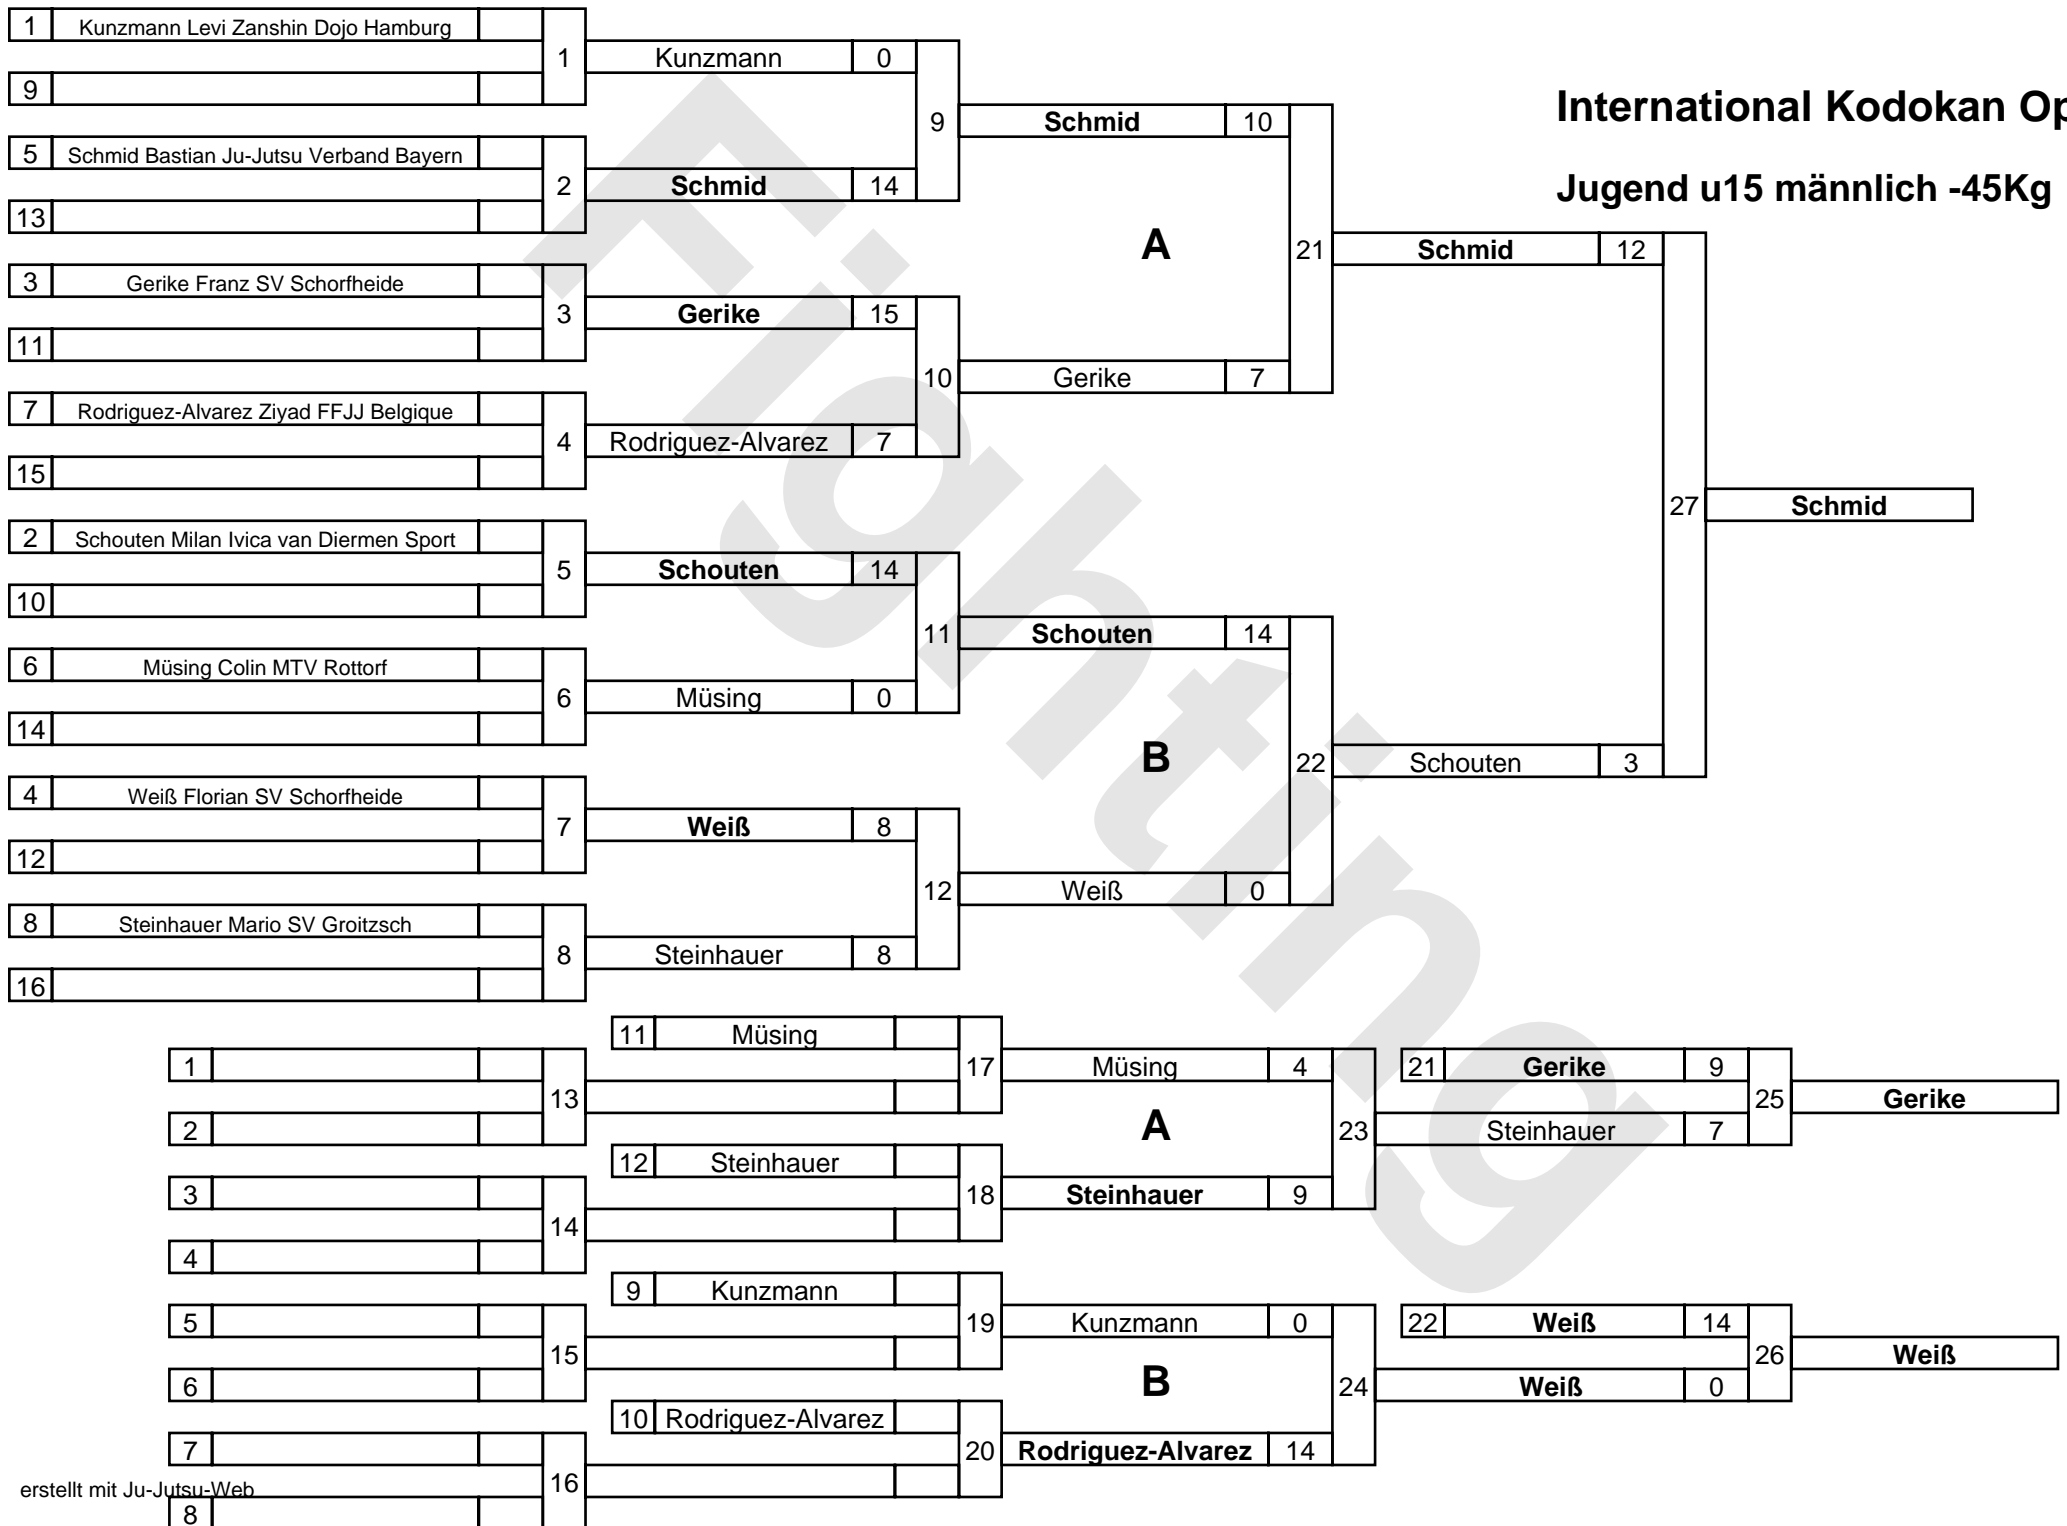 International Kodokan Op
Jugend u15 männlich -45Kg
1 Kunzmann Levi Zanshin Dojo Hamburg
9
1
5 Schmid Bastian Ju-Jutsu Verband Bayern
13
2
3 Gerike Franz SV Schorfheide
11
3
7 Rodriguez-Alvarez Ziyad FFJJ Belgique
15
4
2 Schouten Milan Ivica van Diermen Sport
10
5
6 Müsing Colin MTV Rottorf
14
6
4 Weiß Florian SV Schorfheide
12
7
8 Steinhauer Mario SV Groitzsch
16
8
Kunzmann 0
Schmid 14
9
Gerike 15
Rodriguez-Alvarez 7
10
Schouten 14
Müsing 0
11
Weiß 8
Steinhauer 8
12
Schmid 10
A
Gerike 7
21
Schouten 14
B
Weiß 0
22
Schmid 12
Schouten 3
27
Schmid
1
2
13
3
4
14
5
6
15
7
8
16
11 Müsing
17
12 Steinhauer
18
9 Kunzmann
19
10 Rodriguez-Alvarez
20
Müsing 4
A
Steinhauer 9
23
Kunzmann 0
B
Rodriguez-Alvarez 14
24
21 Gerike 9
Steinhauer 7
25
Gerike
22 Weiß 14
Weiß 0
26
Weiß
erstellt mit Ju-Jutsu-Web
Fighting